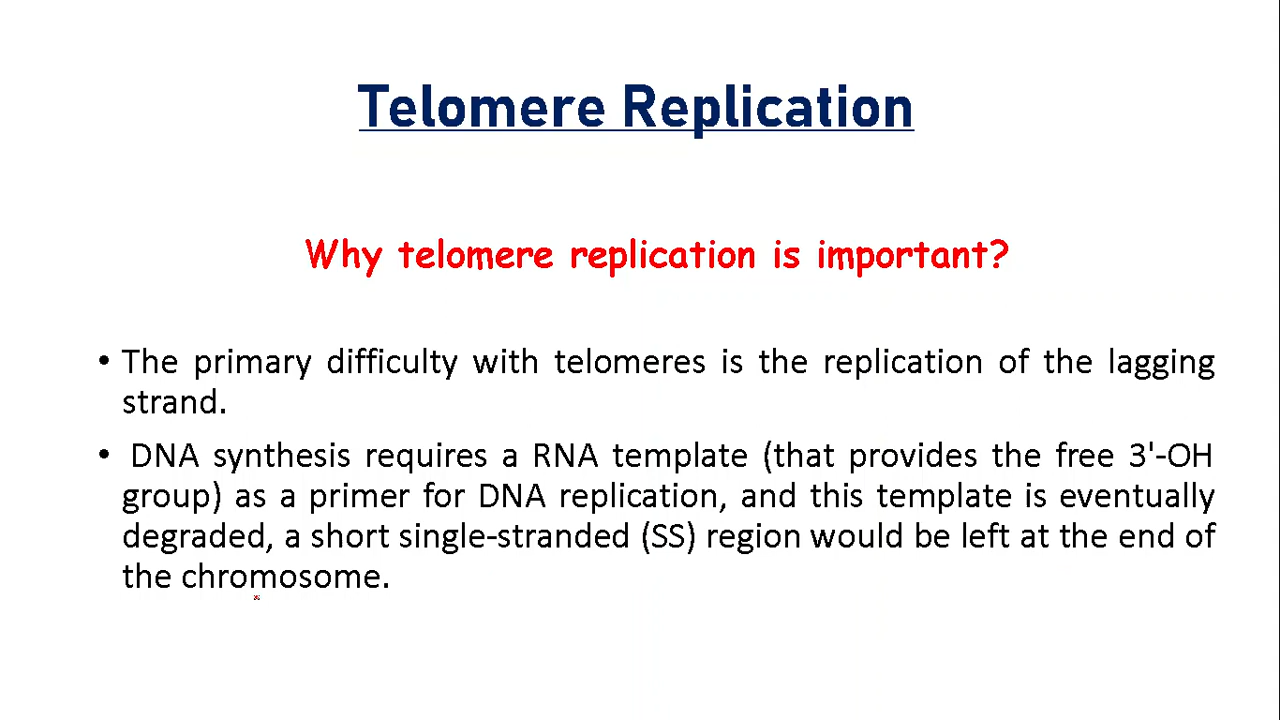 Telomere Replication
Why telomere replication is important?
• The primary difficulty with telomeres is the replication of the lagging
strand.
• DNA synthesis requires a RNA template (that provides the free 3'-OH
group) as a primer for DNA replication, and this template is eventually
degraded, a short single-stranded (SS) region would be left at the end of
the chromosome.